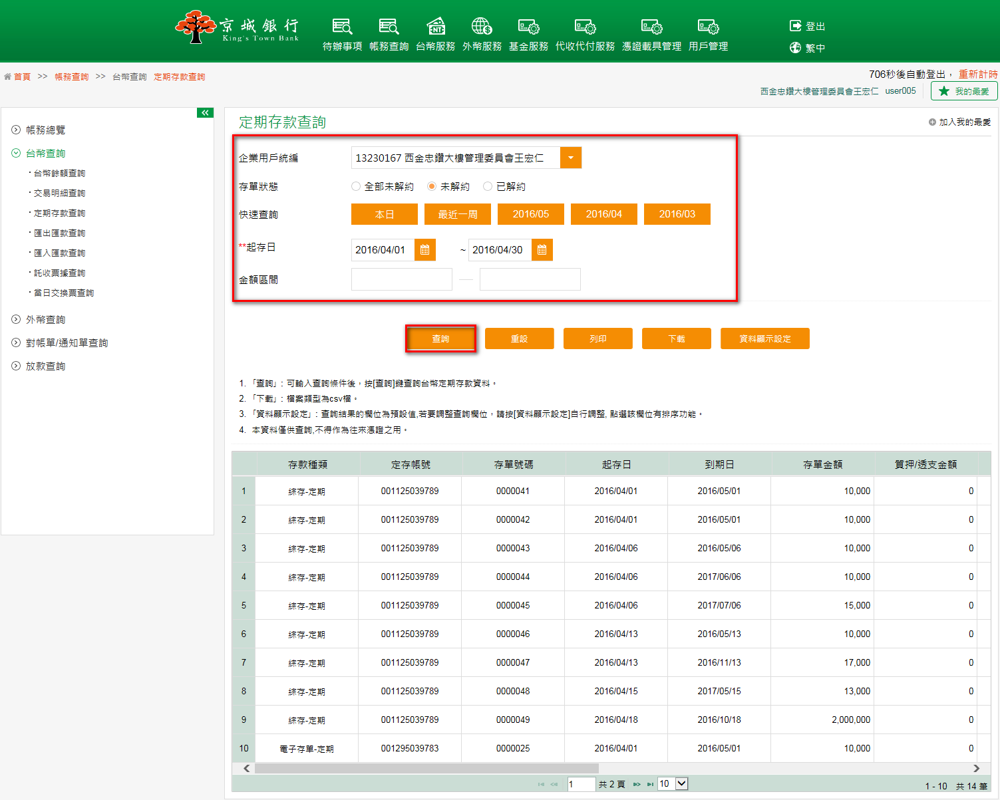 京城銀行
King's Town Bank
待辦事項 帳務查詢 台幣服務 外幣服務 基金服務 代收代付服務 憑證載具管理 用戶管理
登出
繁中
首頁 >> 帳務查詢 >> 台幣查詢 定期存款查詢
706秒後自動登出， 重新計時
西金忠鑽大樓管理委員會王宏仁 user005
我的最愛
帳務總覽
台幣查詢
台幣餘額查詢
交易明細查詢
定期存款查詢
匯出匯款查詢
匯入匯款查詢
託收票據查詢
當日交換票查詢
外幣查詢
對帳單/通知單查詢
放款查詢
定期存款查詢
加入我的最愛
企業用戶統編 13230167 西金忠鑽大樓管理委員會王宏仁
存單狀態 全部未解約 未解約 已解約
快速查詢 本日 最近一周 2016/05 2016/04 2016/03
**起存日 2016/04/01 ~ 2016/04/30
金額區間
查詢 重設 列印 下載 資料顯示設定
1. 「查詢」: 可輸入查詢條件後，按[查詢]鍵查詢台幣定期存款資料。
2. 「下載」: 檔案類型為csv檔。
3. 「資料顯示設定」: 查詢結果的欄位為預設值,若要調整查詢欄位，請按[資料顯示設定]自行調整, 點選該欄位有排序功能。
4. 本資料僅供查詢,不得作為往來憑證之用。
存款種類 定存帳號 存單號碼 起存日 到期日 存單金額 質押/透支金額
1 綜存-定期 001125039789 0000041 2016/04/01 2016/05/01 10,000 0
2 綜存-定期 001125039789 0000042 2016/04/01 2016/05/01 10,000 0
3 綜存-定期 001125039789 0000043 2016/04/06 2016/05/06 10,000 0
4 綜存-定期 001125039789 0000044 2016/04/06 2017/06/06 10,000 0
5 綜存-定期 001125039789 0000045 2016/04/06 2017/07/06 15,000 0
6 綜存-定期 001125039789 0000046 2016/04/13 2016/05/13 10,000 0
7 綜存-定期 001125039789 0000047 2016/04/13 2016/11/13 17,000 0
8 綜存-定期 001125039789 0000048 2016/04/15 2017/05/15 13,000 0
9 綜存-定期 001125039789 0000049 2016/04/18 2016/10/18 2,000,000 0
10 電子存單-定期 001295039783 0000025 2016/04/01 2016/05/01 10,000 0
1 共 2 頁 10
1 - 10 共 14 筆